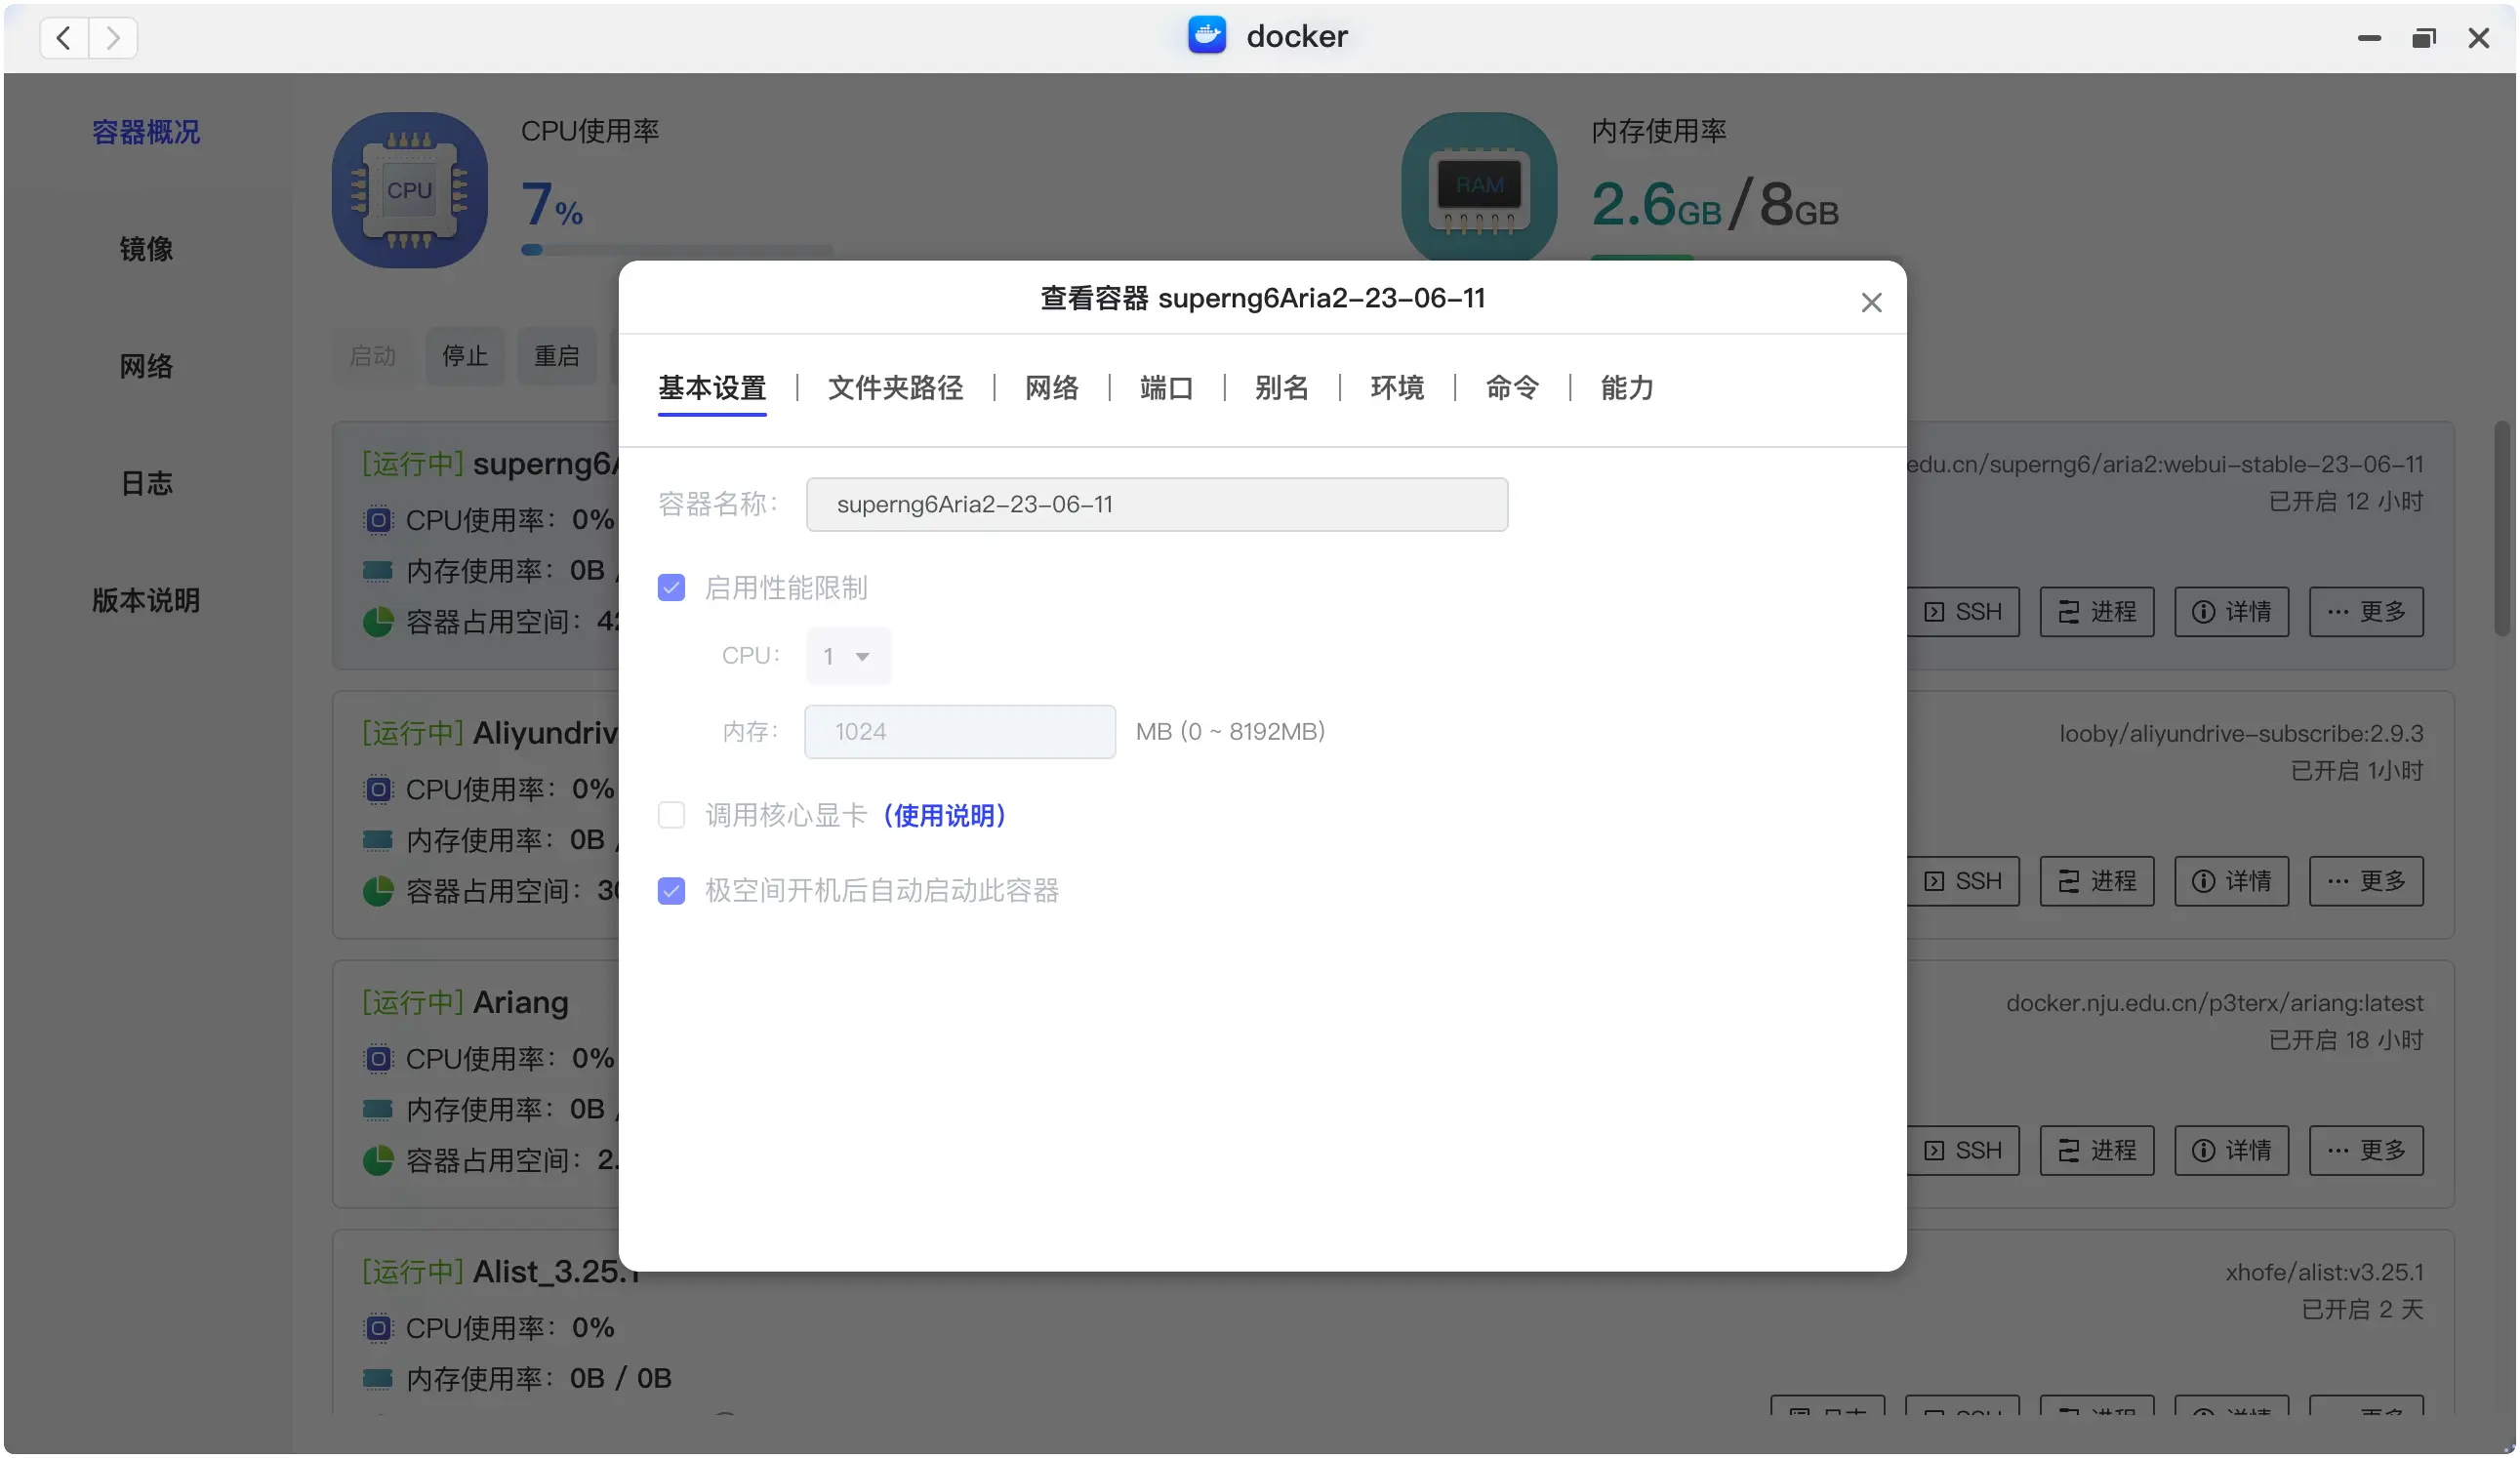 docker
容器概况
镜像
网络
日志
版本说明
CPU
CPU使用率
7%
RAM
内存使用率
2.6GB/8GB
启动
停止
重启
查看容器 superng6Aria2-23-06-11
基本设置 | 文件夹路径 | 网络 | 端口 | 别名 | 环境 | 命令 | 能力
容器名称: superng6Aria2-23-06-11
启用性能限制
CPU: 1
内存: 1024 MB (0 ~ 8192MB)
调用核心显卡 (使用说明)
极空间开机后自动启动此容器
[运行中]
edu.cn/superng6/aria2:webui-stable-23-06-11
已开启 12 小时
CPU使用率: 0%
内存使用率: 0B /
容器占用空间:
SSH 进程 详情 更多
[运行中]
looby/aliyundrive-subscribe:2.9.3
已开启 1小时
CPU使用率: 0%
内存使用率: 0B /
容器占用空间:
SSH 进程 详情 更多
[运行中] Ariang
docker.nju.edu.cn/p3terx/ariang:latest
已开启 18 小时
CPU使用率: 0%
内存使用率: 0B /
容器占用空间: 2.
SSH 进程 详情 更多
[运行中] Alist_3.25.1
xhofe/alist:v3.25.1
已开启 2 天
CPU使用率: 0%
内存使用率: 0B / 0B